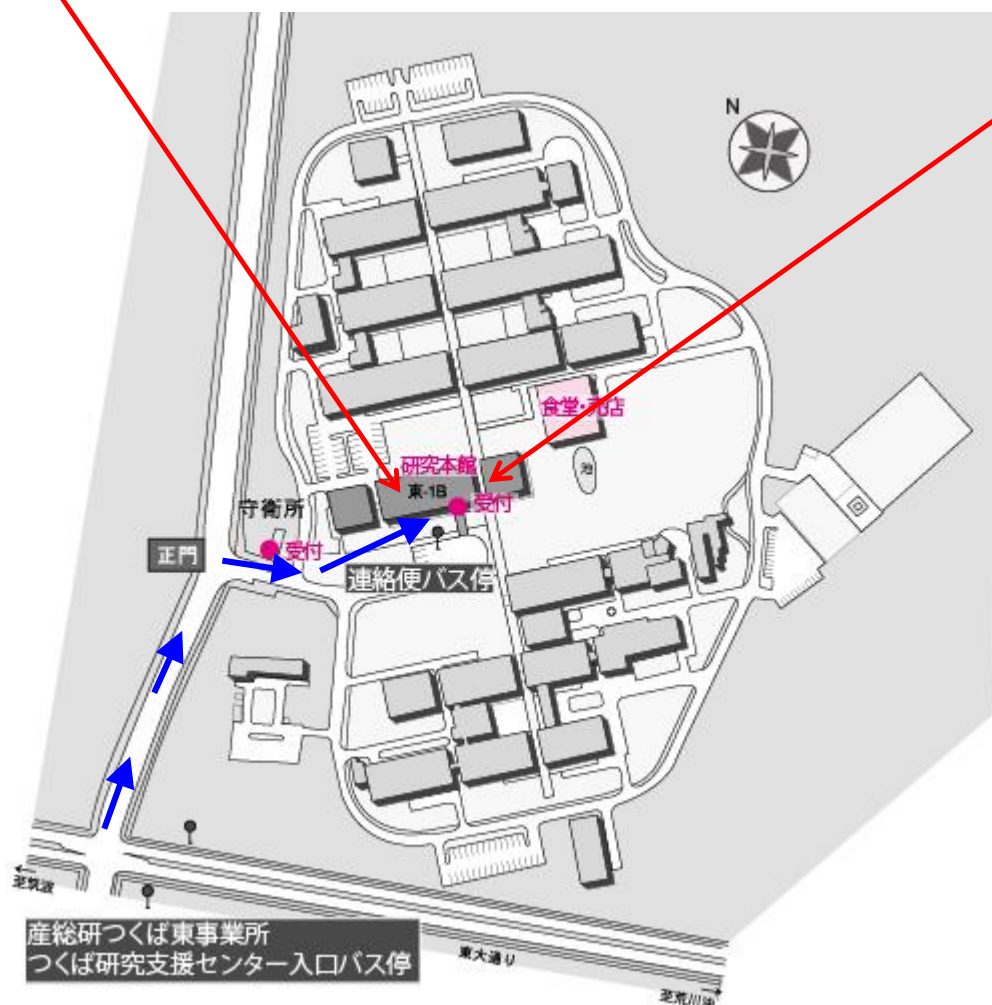 N
食堂・売店
研究本館
池
東-1B
受付
守衛所
正門
受付
連絡便バス停
至筑波
産総研つくば東事業所
つくば研究支援センター入口バス停
東大通り
至荒川沖